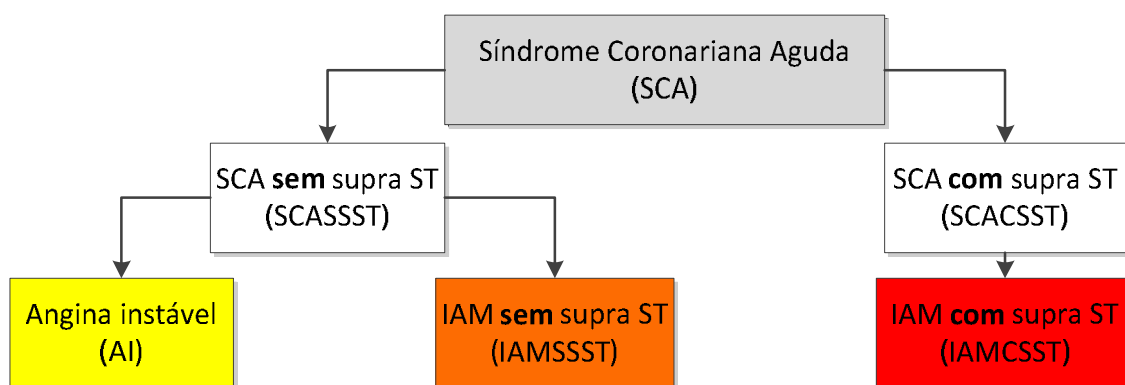 Síndrome Coronariana Aguda
(SCA)
SCA sem supra ST
(SCASSST)
SCA com supra ST
(SCACSST)
Angina instável
(AI)
IAM sem supra ST
(IAMSSST)
IAM com supra ST
(IAMCSST)